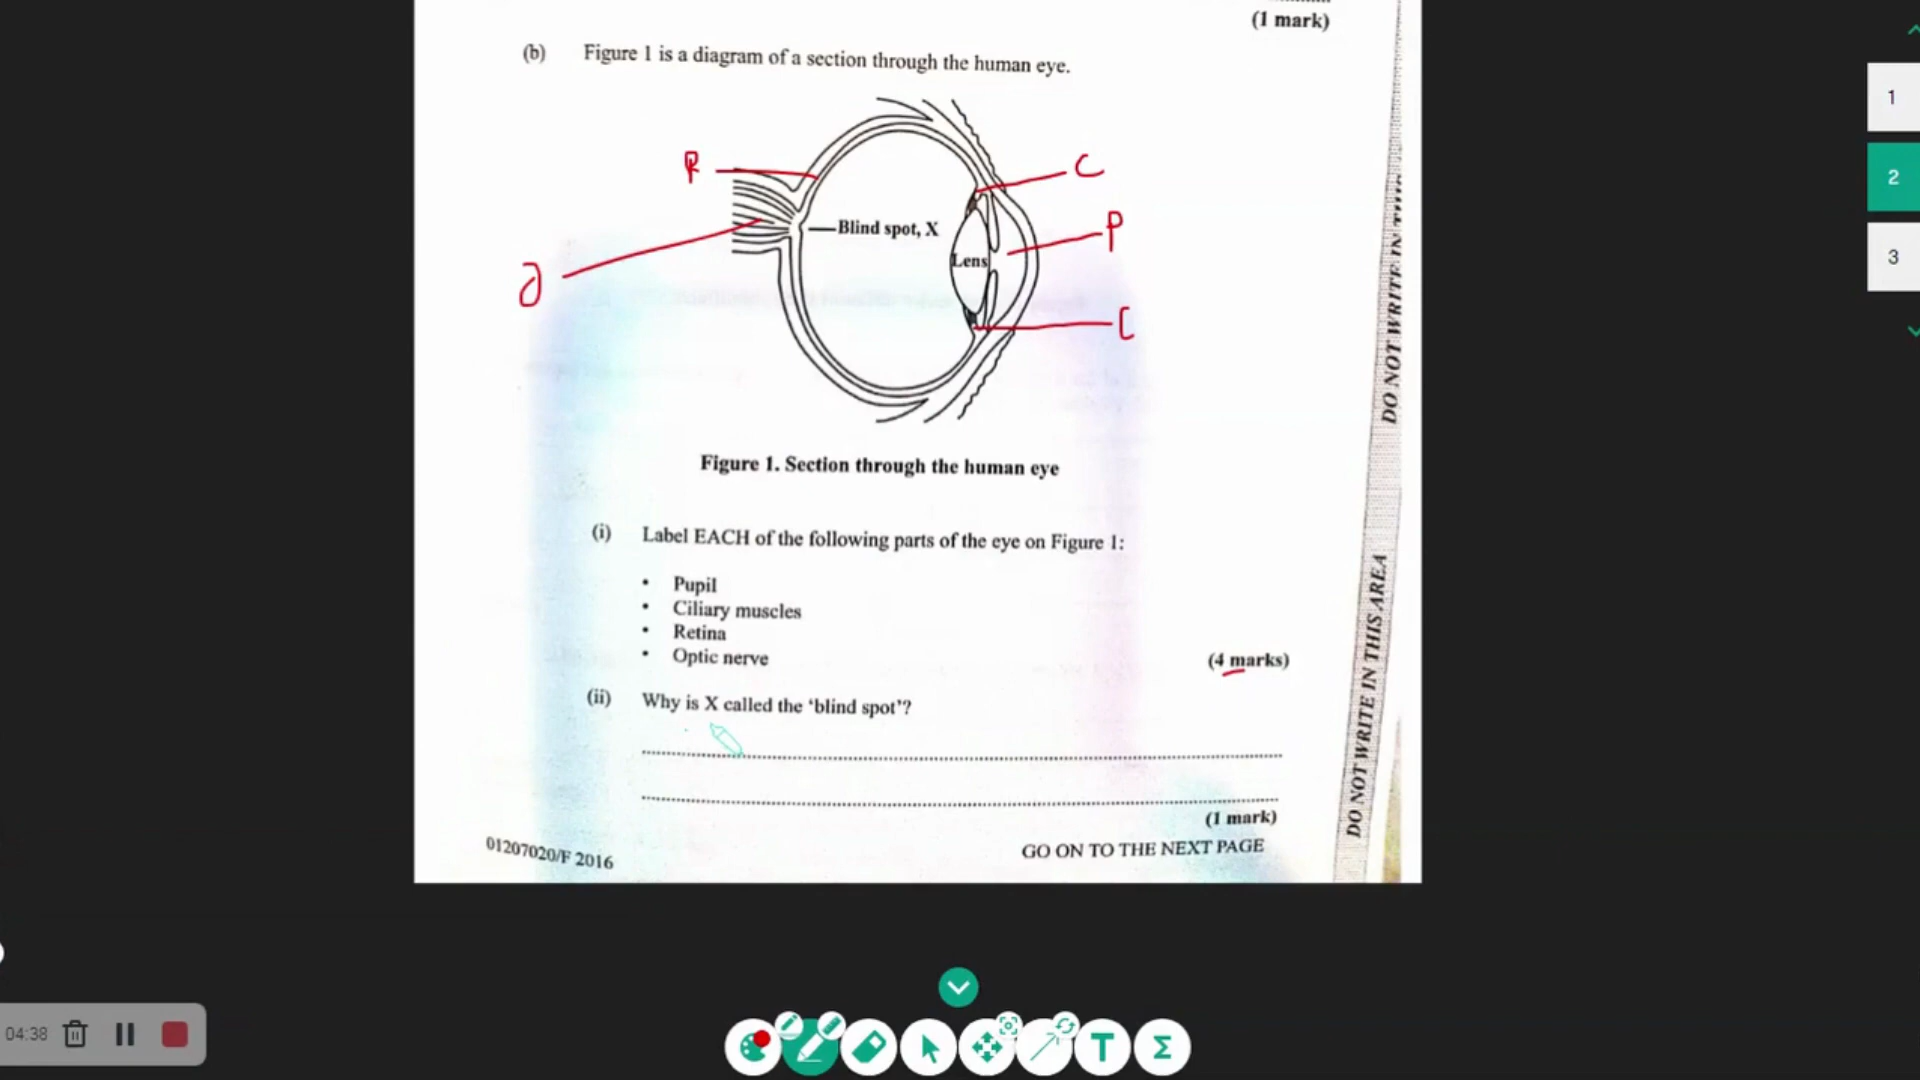 (1 mark)
(b) Figure 1 is a diagram of a section through the human eye.
R
C
P
Blind spot, X
Lens
C
Figure 1. Section through the human eye
(i) Label EACH of the following parts of the eye on Figure 1:
• Pupil
• Ciliary muscles
• Retina
• Optic nerve
(4 marks)
(ii) Why is X called the ‘blind spot’?
(1 mark)
01207020/F 2016
GO ON TO THE NEXT PAGE
DO NOT WRITE IN THIS
DO NOT WRITE IN THIS AREA
1
2
3
04:38
T
Σ